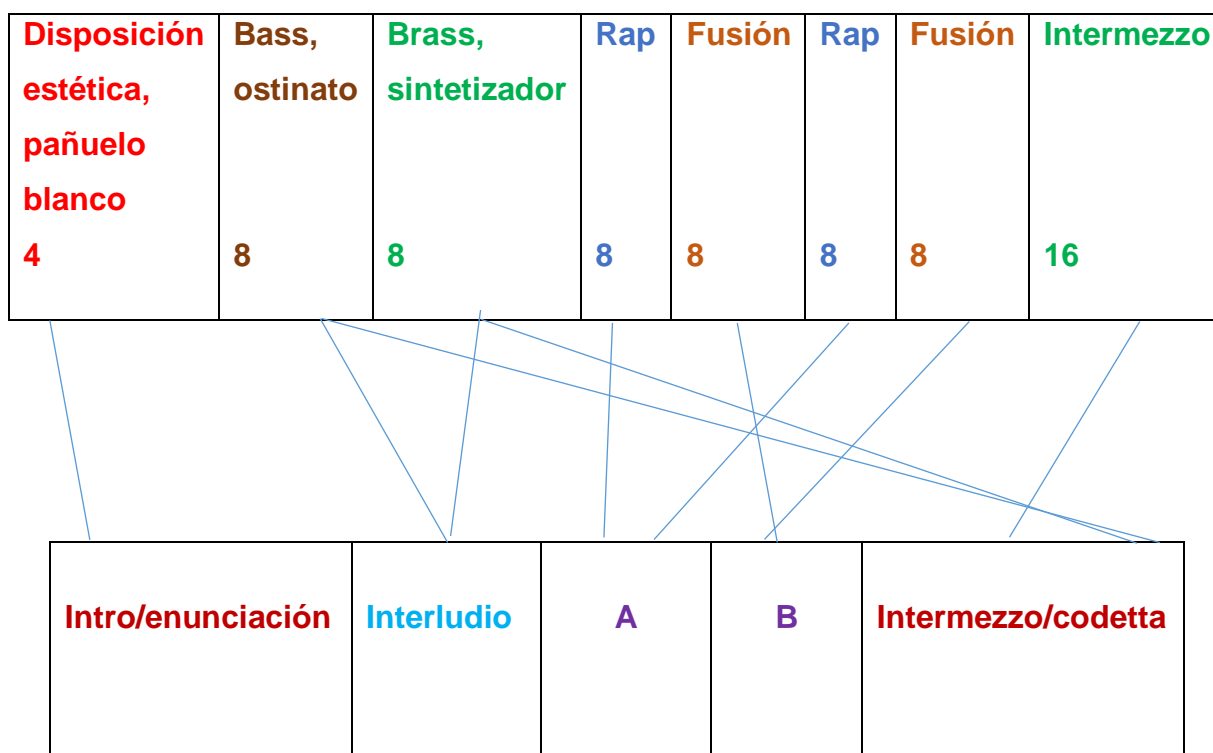 Disposición
estética,
pañuelo
blanco
4
Bass,
ostinato
8
Brass,
sintetizador
8
Rap
8
Fusión
8
Rap
8
Fusión
8
Intermezzo
16
Intro/enunciación
Interludio
A
B
Intermezzo/codetta